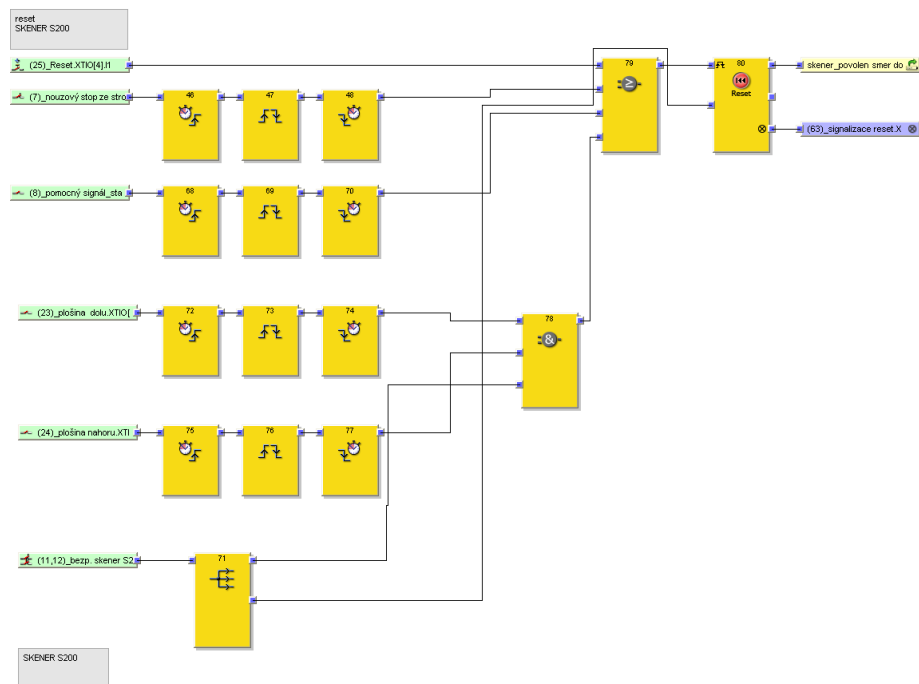 reset
SKENER S200
(25)_Reset.XTIO[4].I1
79
80
Reset
skener_povolen smer do
(7)_nouzový stop ze stro
46
47
48
(63)_signalizace reset.X
(8)_pomocný signál_sta
68
69
70
(23)_plošina dolu.XTIO[
72
73
74
78
&
(24)_plošina nahoru.XTI
75
76
77
(11,12)_bezp. skener S2
71
SKENER S200